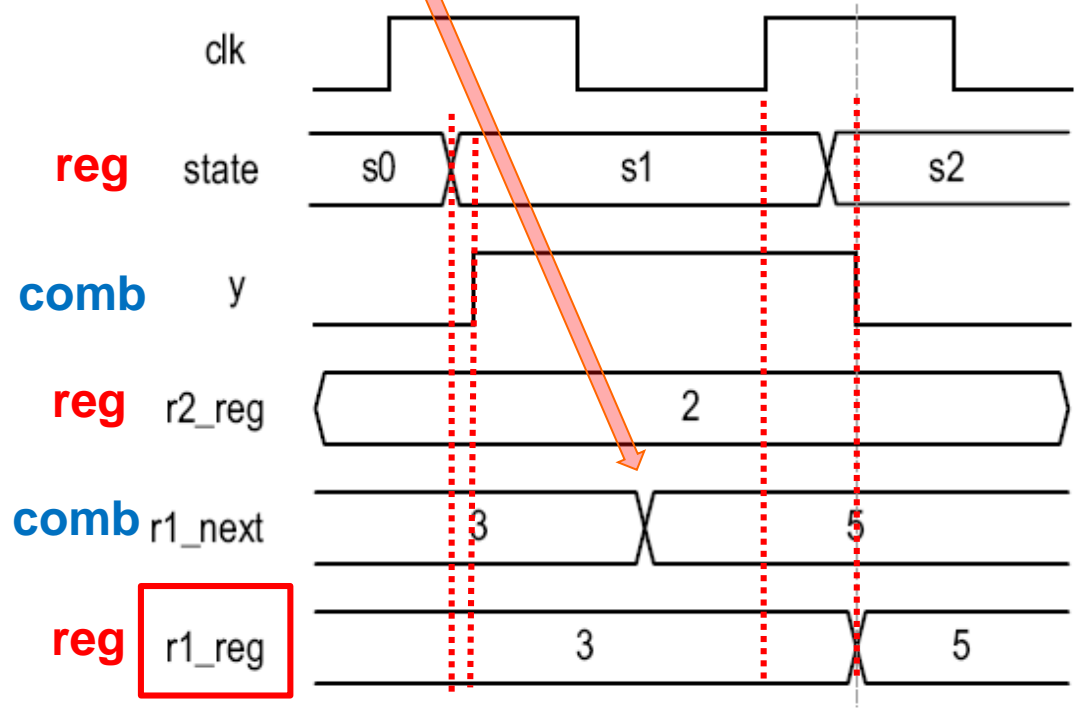 clk
reg state s0 s1 s2
comb y
reg r2_reg 2
comb r1_next 3 5
reg r1_reg 3 5